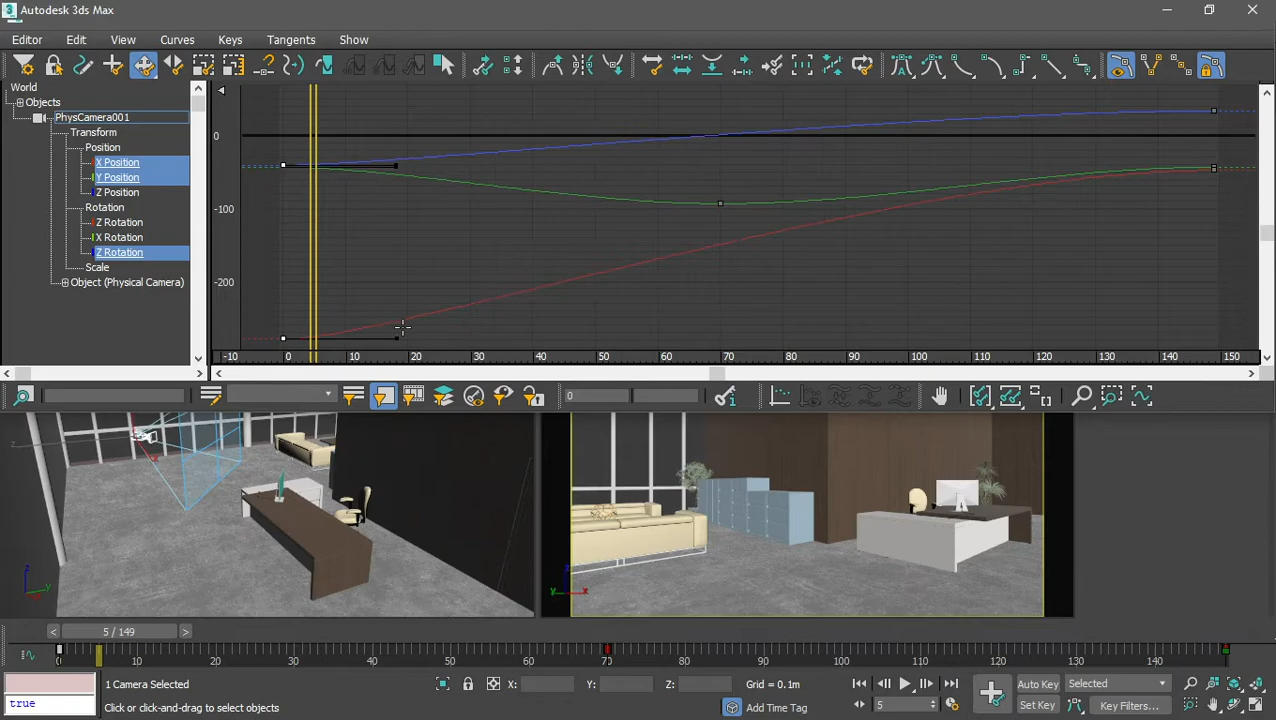 Autodesk 3ds Max
Editor Edit View Curves Keys Tangents Show
World
Objects
PhysCamera001
Transform
Position
X Position
Y Position
Z Position
Rotation
Z Rotation
X Rotation
Z Rotation
Scale
Object (Physical Camera)
0
-100
-200
-10 0 10 20 30 40 50 60 70 80 90 100 110 120 130 140 150
0
z
x
z
y
z
y
x
< 5 / 149 >
0 10 20 30 40 50 60 70 80 90 100 110 120 130 140
1 Camera Selected
X: Y: Z: Grid = 0.1m
Auto Key Selected
true
Click or click-and-drag to select objects
Add Time Tag
5
Set Key Key Filters...